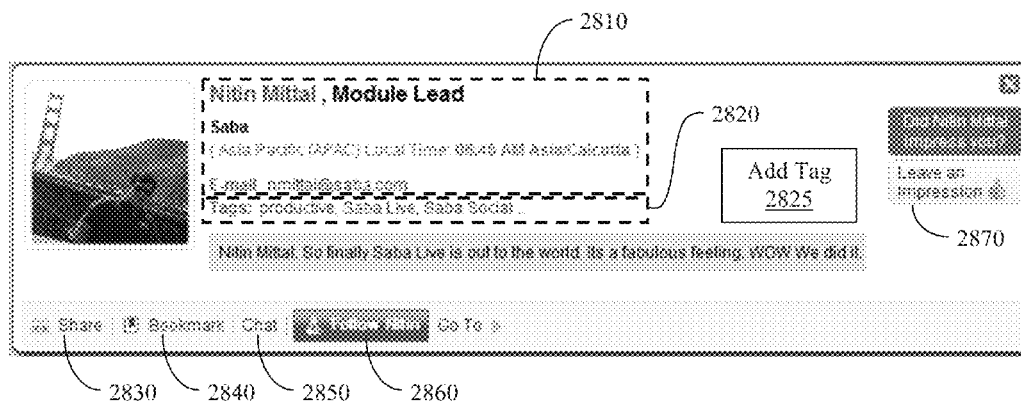 2810
Nitin Mittal , Module Lead
Saba
( Asia Pacific (APAC) Local Time: 06:46 AM Asia/Calcutta )
E-mail: nmittal@saba.com
Tags: productive, Saba Live, Saba Social ..
2820
Add Tag
2825
Leave an
Impression
2870
Nitin Mittal, So finally Saba Live is out to the world. Its a fabulous feeling. WOW We did it.
Share Bookmark Chat Go To »
2830 2840 2850 2860